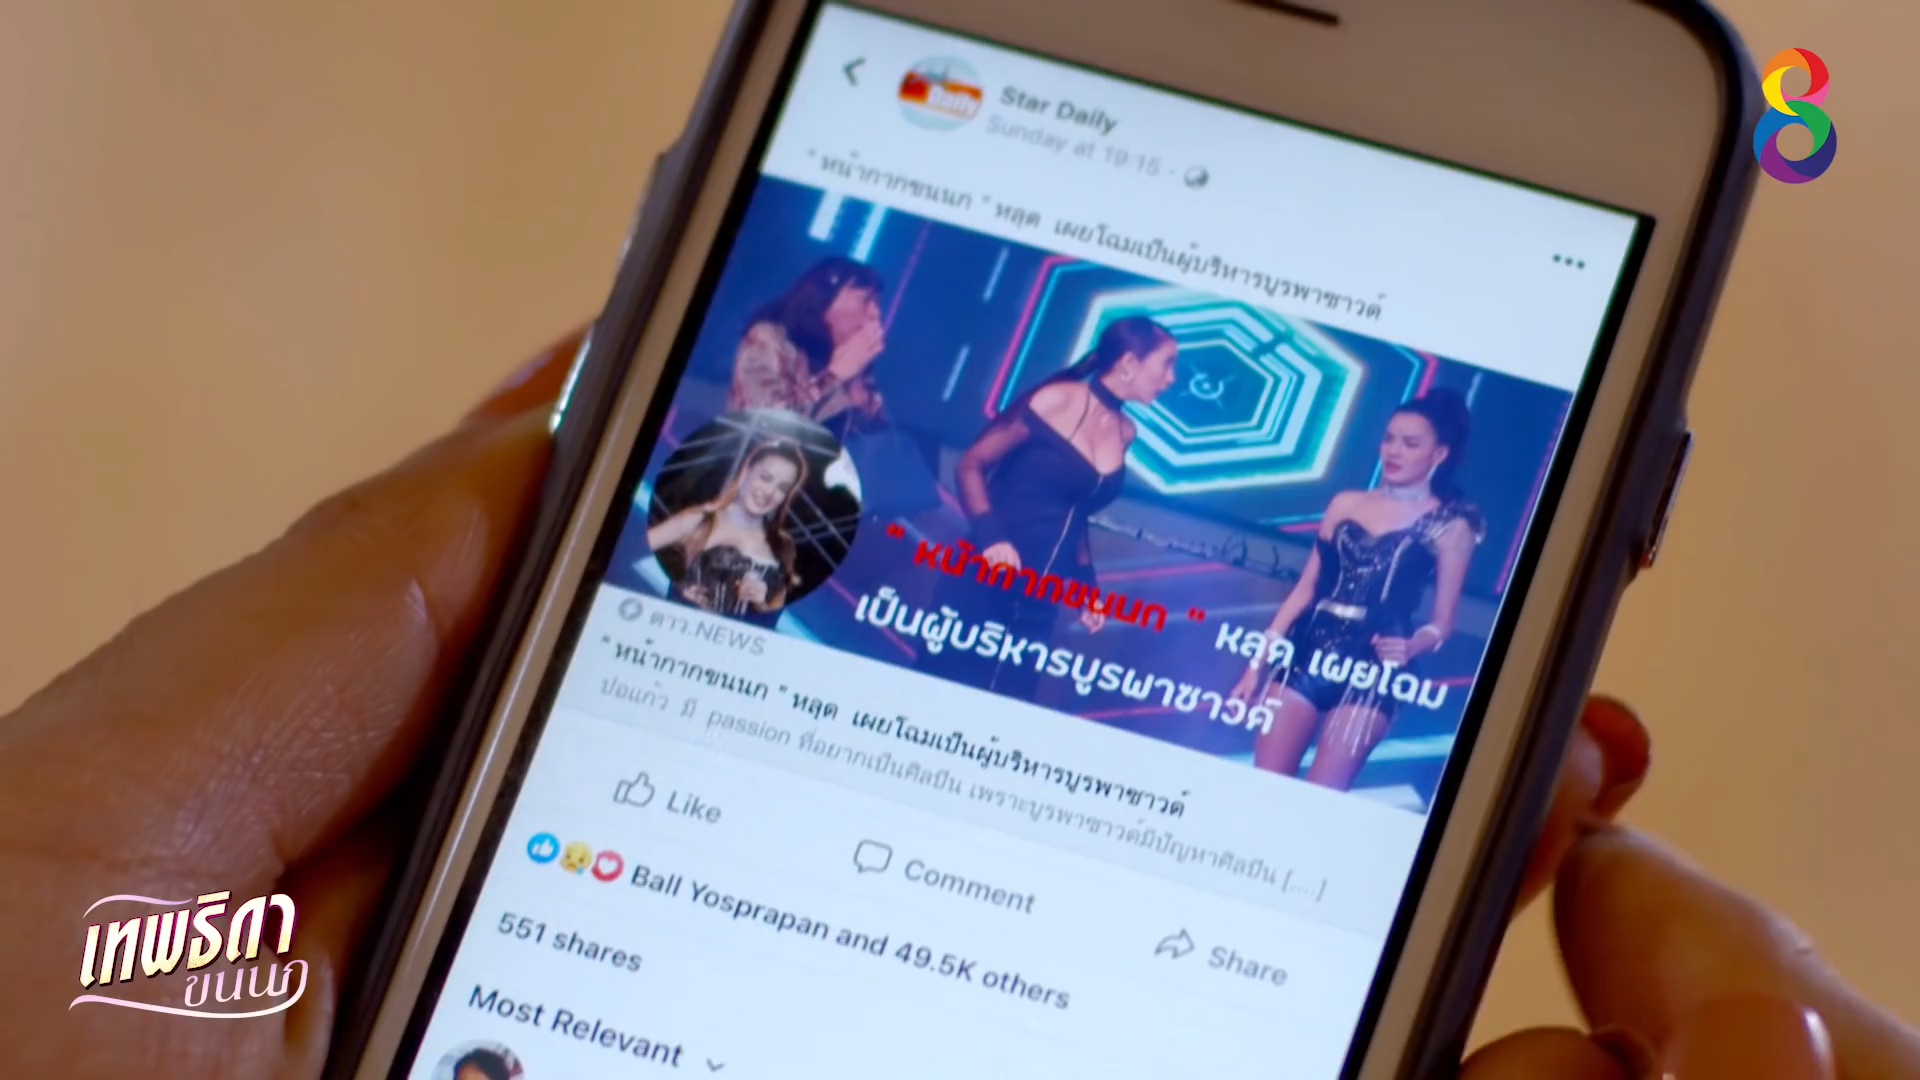 Star Daily
Sunday at 19:15 ·
" หน้ากากขนนก " หลุด เผยโฉมเป็นผู้บริหารบูรพาซาวด์
8
Daily
" หน้ากากขนนก " หลุด เผยโฉม
เป็นผู้บริหารบูรพาซาวด์
ดาว.NEWS
" หน้ากากขนนก " หลุด เผยโฉมเป็นผู้บริหารบูรพาซาวด์
ปอแก้ว มี passion ที่อยากเป็นศิลปิน เพราะบูรพาซาวด์มีปัญหาศิลปิน [....]
Like
Comment
Share
Ball Yosprapan and 49.5K others
551 shares
Most Relevant
เทพธิดา
ขนนก